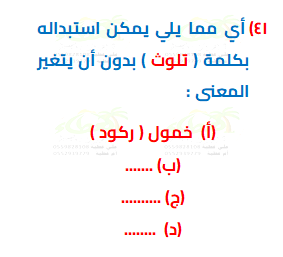 ٤١) أي مما يلي يمكن استبداله
بكلمة ( تلوث ) بدون أن يتغير
المعنى :
(أ) خمول ( ركود )
(ب) .......
(ج) ..........
(د) ........